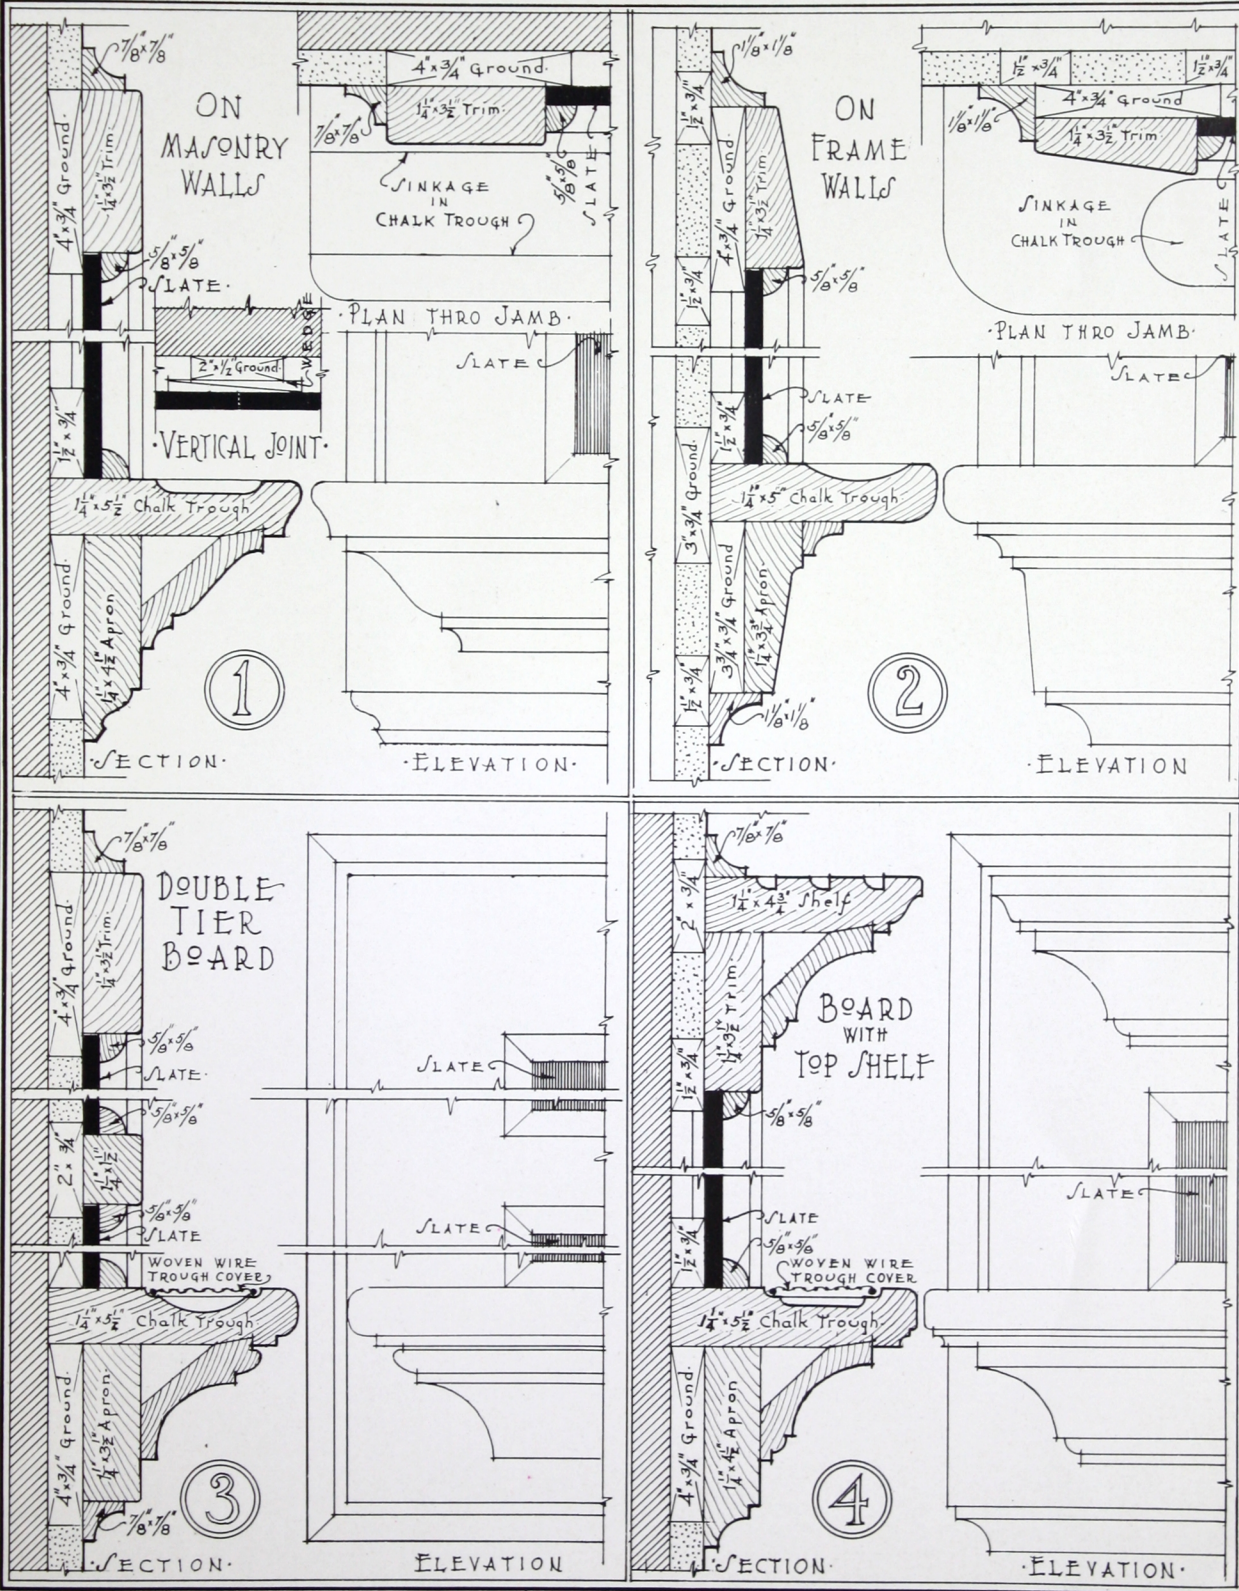 7/8"x7/8"
ON
MASONRY
WALLS
4"x3/4" Ground.
1 1/4"x3 1/2" Trim.
5/8"x5/8"
SLATE.
1 1/2"x3/4"
1 1/4"x5 1/2" Chalk Trough
4"x3/4" Ground.
1 1/4"x4 1/2" Apron
4"x3/4" Ground.
1 1/4"x3 1/2" Trim.
7/8"x7/8"
5/8"x5/8"
SLATE
SINKAGE
IN
CHALK TROUGH
·PLAN THRO JAMB·
WEDGE
2"x1/2" Ground.
·VERTICAL JOINT·
SLATE
1
·SECTION·
·ELEVATION·
1 1/8"x1 1/8"
ON
FRAME
WALLS
1 1/2"x3/4"
4"x3/4" Ground
1 1/4"x3 1/2" Trim
1 1/2"x3/4"
5/8"x5/8"
SLATE
5/8"x5/8"
1 1/2"x3/4"
1 1/4"x5" Chalk Trough
3"x3/4" Ground
3 3/4"x3/4" Ground
1 1/4"x3 3/4" Apron
1 1/2"x3/4"
1 1/8"x1 1/8"
1 1/2"x3/4"
1 1/2"x3/4"
4"x3/4" Ground
1 1/4"x3 1/2" Trim.
1 1/8"x1 1/8"
SLATE
SINKAGE
IN
CHALK TROUGH
·PLAN THRO JAMB·
SLATE
2
·SECTION·
·ELEVATION
7/8"x7/8"
DOUBLE
TIER
BOARD
4"x3/4" Ground
1 1/4"x3 1/2" Trim.
5/8"x5/8"
SLATE.
5/8"x5/8"
2"x3/4"
1 1/4"x1 1/2"
5/8"x5/8"
SLATE
WOVEN WIRE
TROUGH COVER
1 1/4"x5 1/2" Chalk Trough
4"x3/4" Ground
1 1/4"x3 1/2" Apron.
7/8"x7/8"
SLATE
SLATE
3
·SECTION·
ELEVATION
7/8"x7/8"
2"x3/4"
1 1/4"x4 3/4" Shelf
1 1/4"x3 1/2" Trim.
BOARD
WITH
TOP SHELF
1 1/2"x3/4"
5/8"x5/8"
SLATE
1 1/2"x3/4"
5/8"x5/8"
WOVEN WIRE
TROUGH COVER
1 1/4"x5 1/2" Chalk Trough.
4"x3/4" Ground
1 1/4"x4 1/2" Apron
SLATE
4
·SECTION·
·ELEVATION·